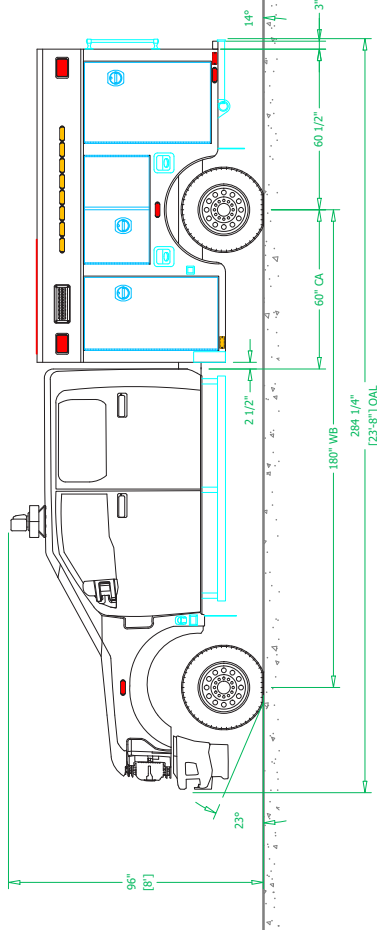 14°
3"
60 1/2"
60" CA
2 1/2"
180" WB
284 1/4"
[23'-8"] OAL
23°
96"
[8']